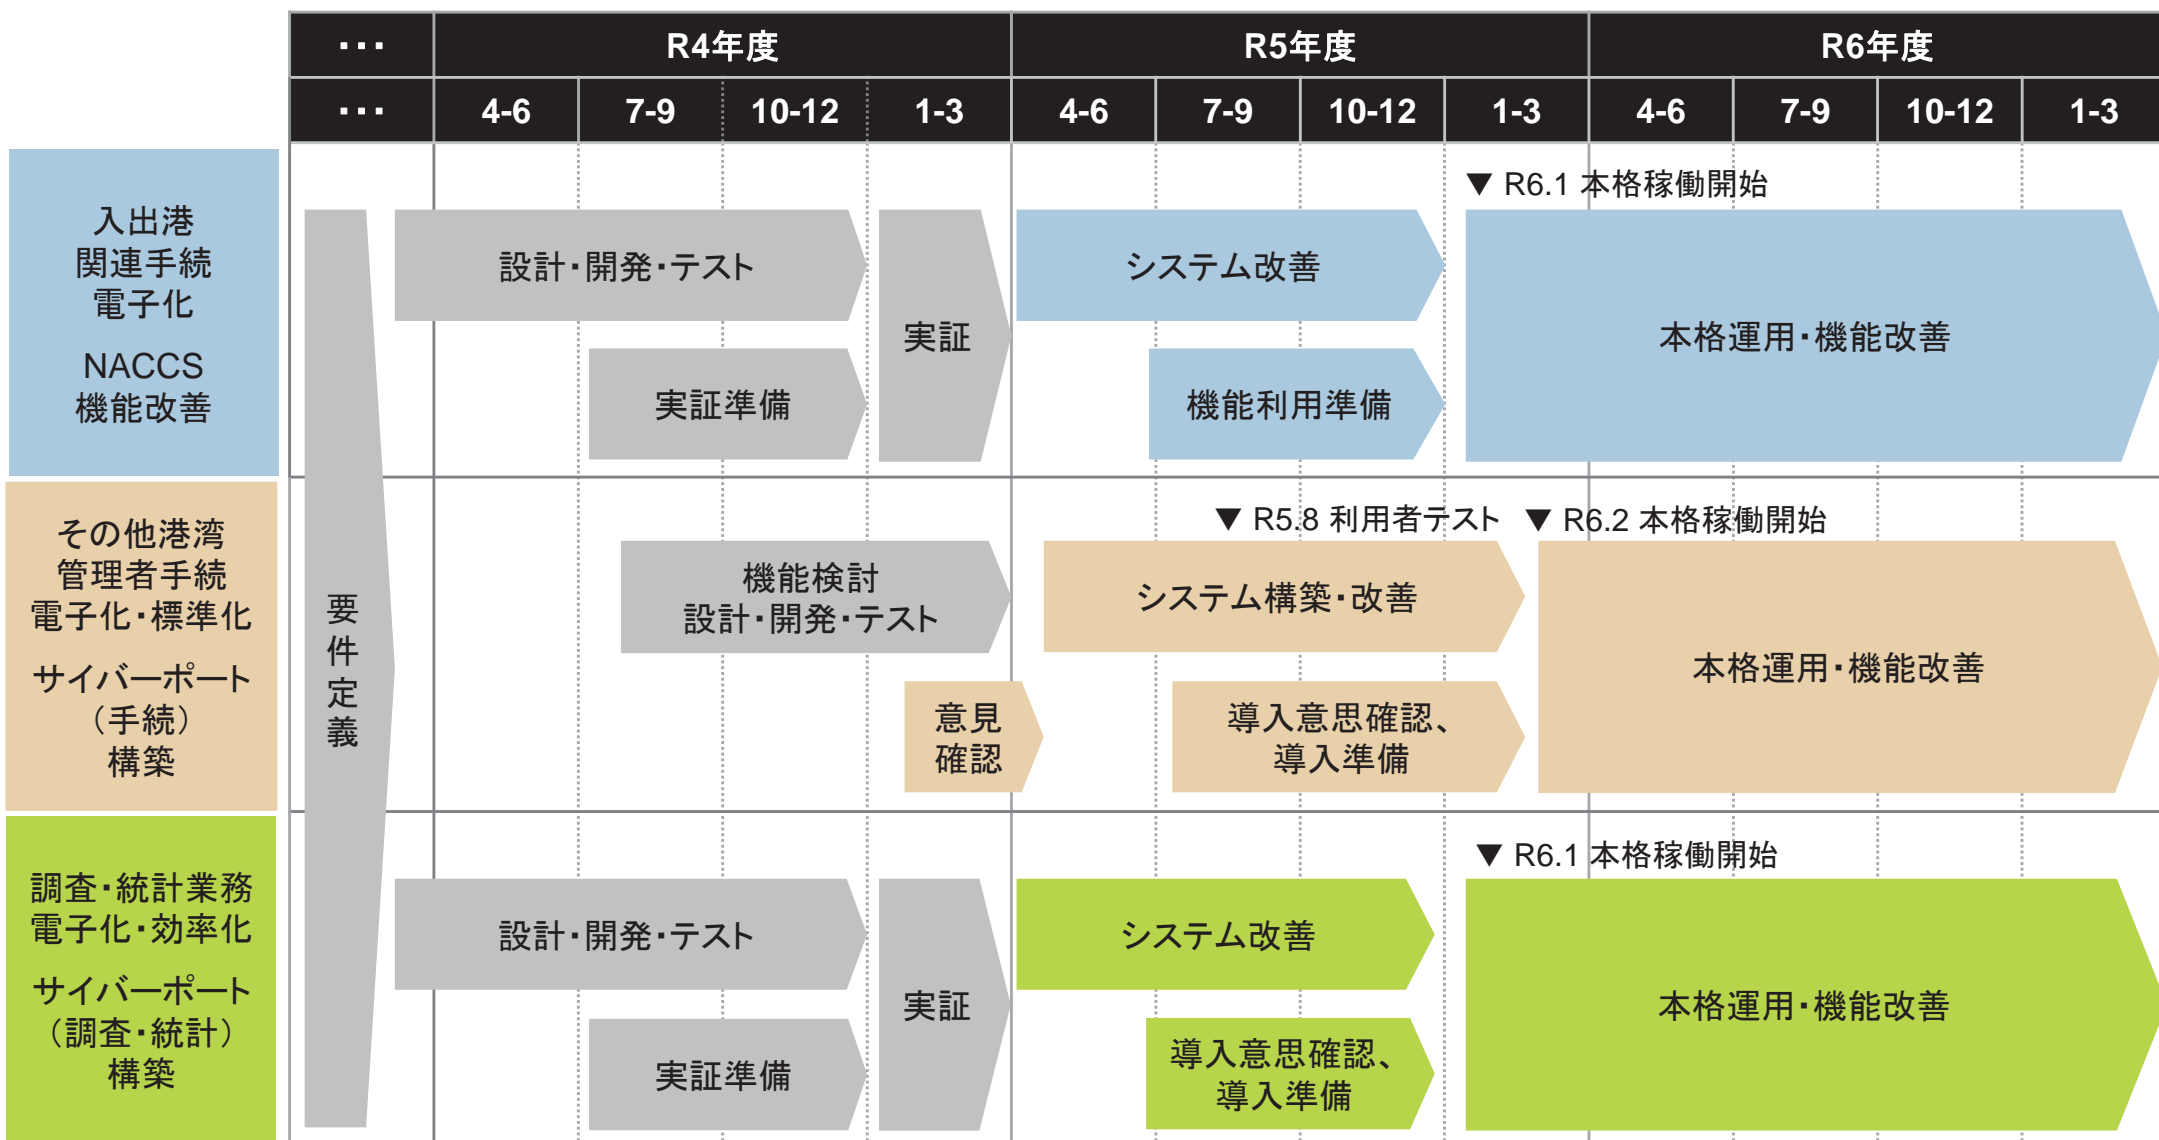 ･･･ R4年度 R5年度 R6年度
･･･ 4-6 7-9 10-12 1-3 4-6 7-9 10-12 1-3 4-6 7-9 10-12 1-3
入出港
関連手続
電子化
NACCS
機能改善
要件定義
設計・開発・テスト
実証準備
実証
システム改善
機能利用準備
▼ R6.1 本格稼働開始
本格運用・機能改善
その他港湾
管理者手続
電子化・標準化
サイバーポート
（手続）
構築
機能検討
設計・開発・テスト
意見
確認
▼ R5.8 利用者テスト
システム構築・改善
導入意思確認、
導入準備
▼ R6.2 本格稼働開始
本格運用・機能改善
調査・統計業務
電子化・効率化
サイバーポート
（調査・統計）
構築
設計・開発・テスト
実証準備
実証
システム改善
導入意思確認、
導入準備
▼ R6.1 本格稼働開始
本格運用・機能改善